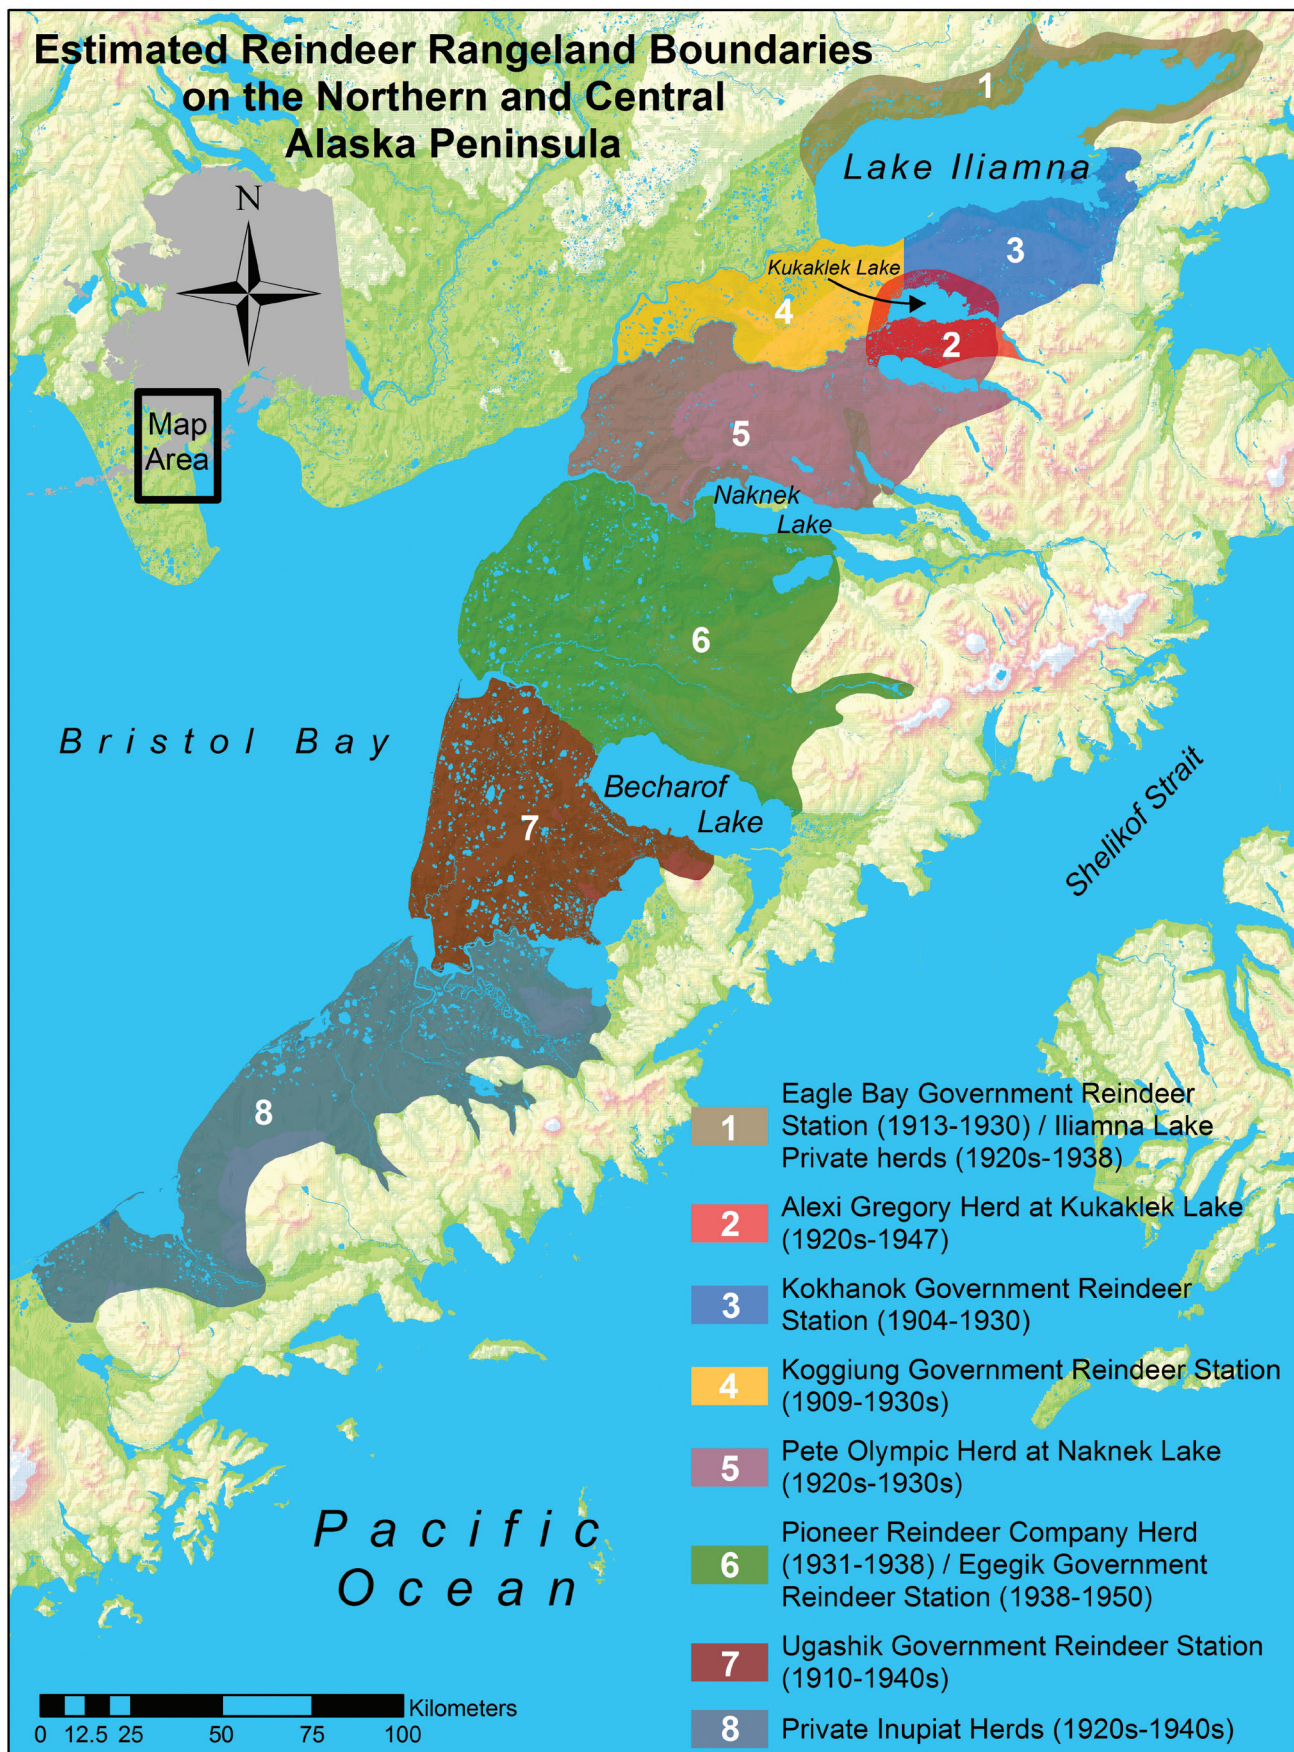 Estimated Reindeer Rangeland Boundaries
on the Northern and Central
Alaska Peninsula
N
Map
Area
1
Lake Iliamna
3
Kukaklek Lake
4
2
5
Naknek
Lake
6
Bristol Bay
Becharof
Lake
7
Shelikof Strait
8
Pacific
Ocean
1 Eagle Bay Government Reindeer
Station (1913-1930) / Iliamna Lake
Private herds (1920s-1938)
2 Alexi Gregory Herd at Kukaklek Lake
(1920s-1947)
3 Kokhanok Government Reindeer
Station (1904-1930)
4 Koggiung Government Reindeer Station
(1909-1930s)
5 Pete Olympic Herd at Naknek Lake
(1920s-1930s)
6 Pioneer Reindeer Company Herd
(1931-1938) / Egegik Government
Reindeer Station (1938-1950)
7 Ugashik Government Reindeer Station
(1910-1940s)
8 Private Inupiat Herds (1920s-1940s)
Kilometers
0 12.5 25 50 75 100